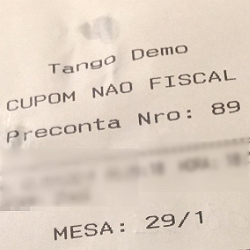 Tango Demo
CUPOM NAO FISCAL
Preconta Nro: 89
MESA: 29/1